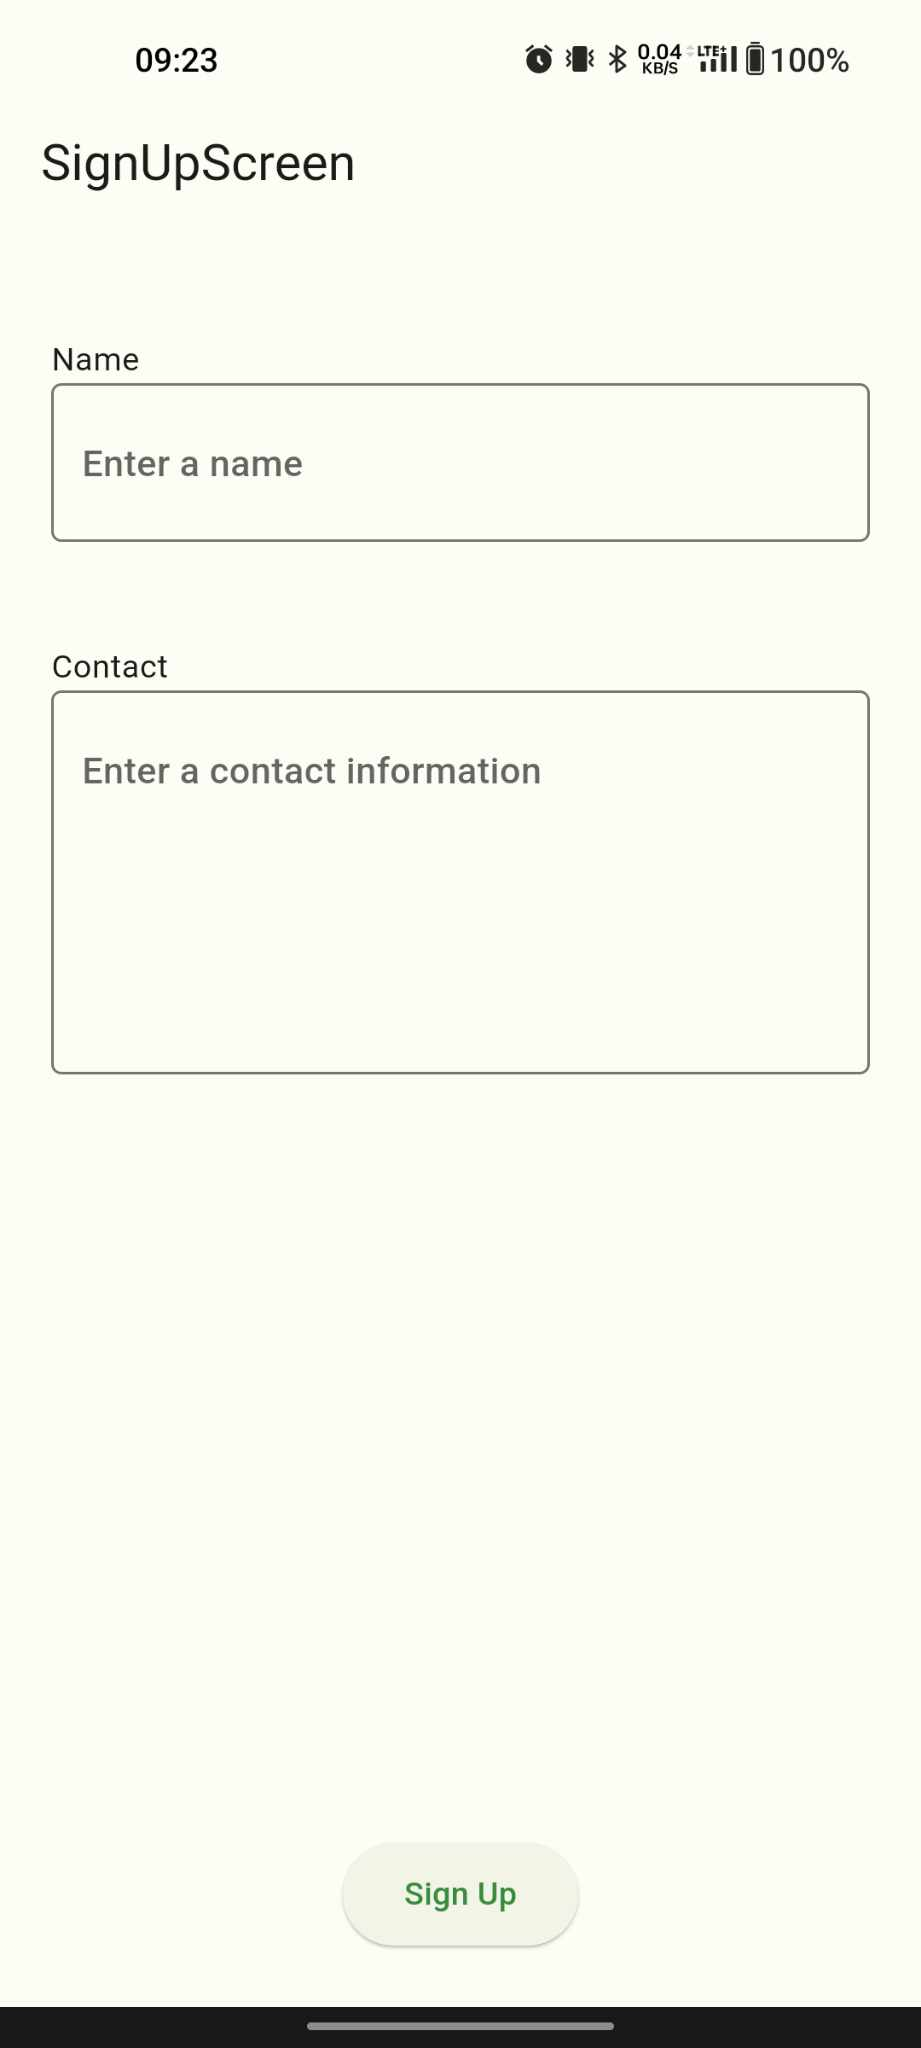 09:23
0.04 KB/S LTE+ 100%
SignUpScreen
Name
Enter a name
Contact
Enter a contact information
Sign Up